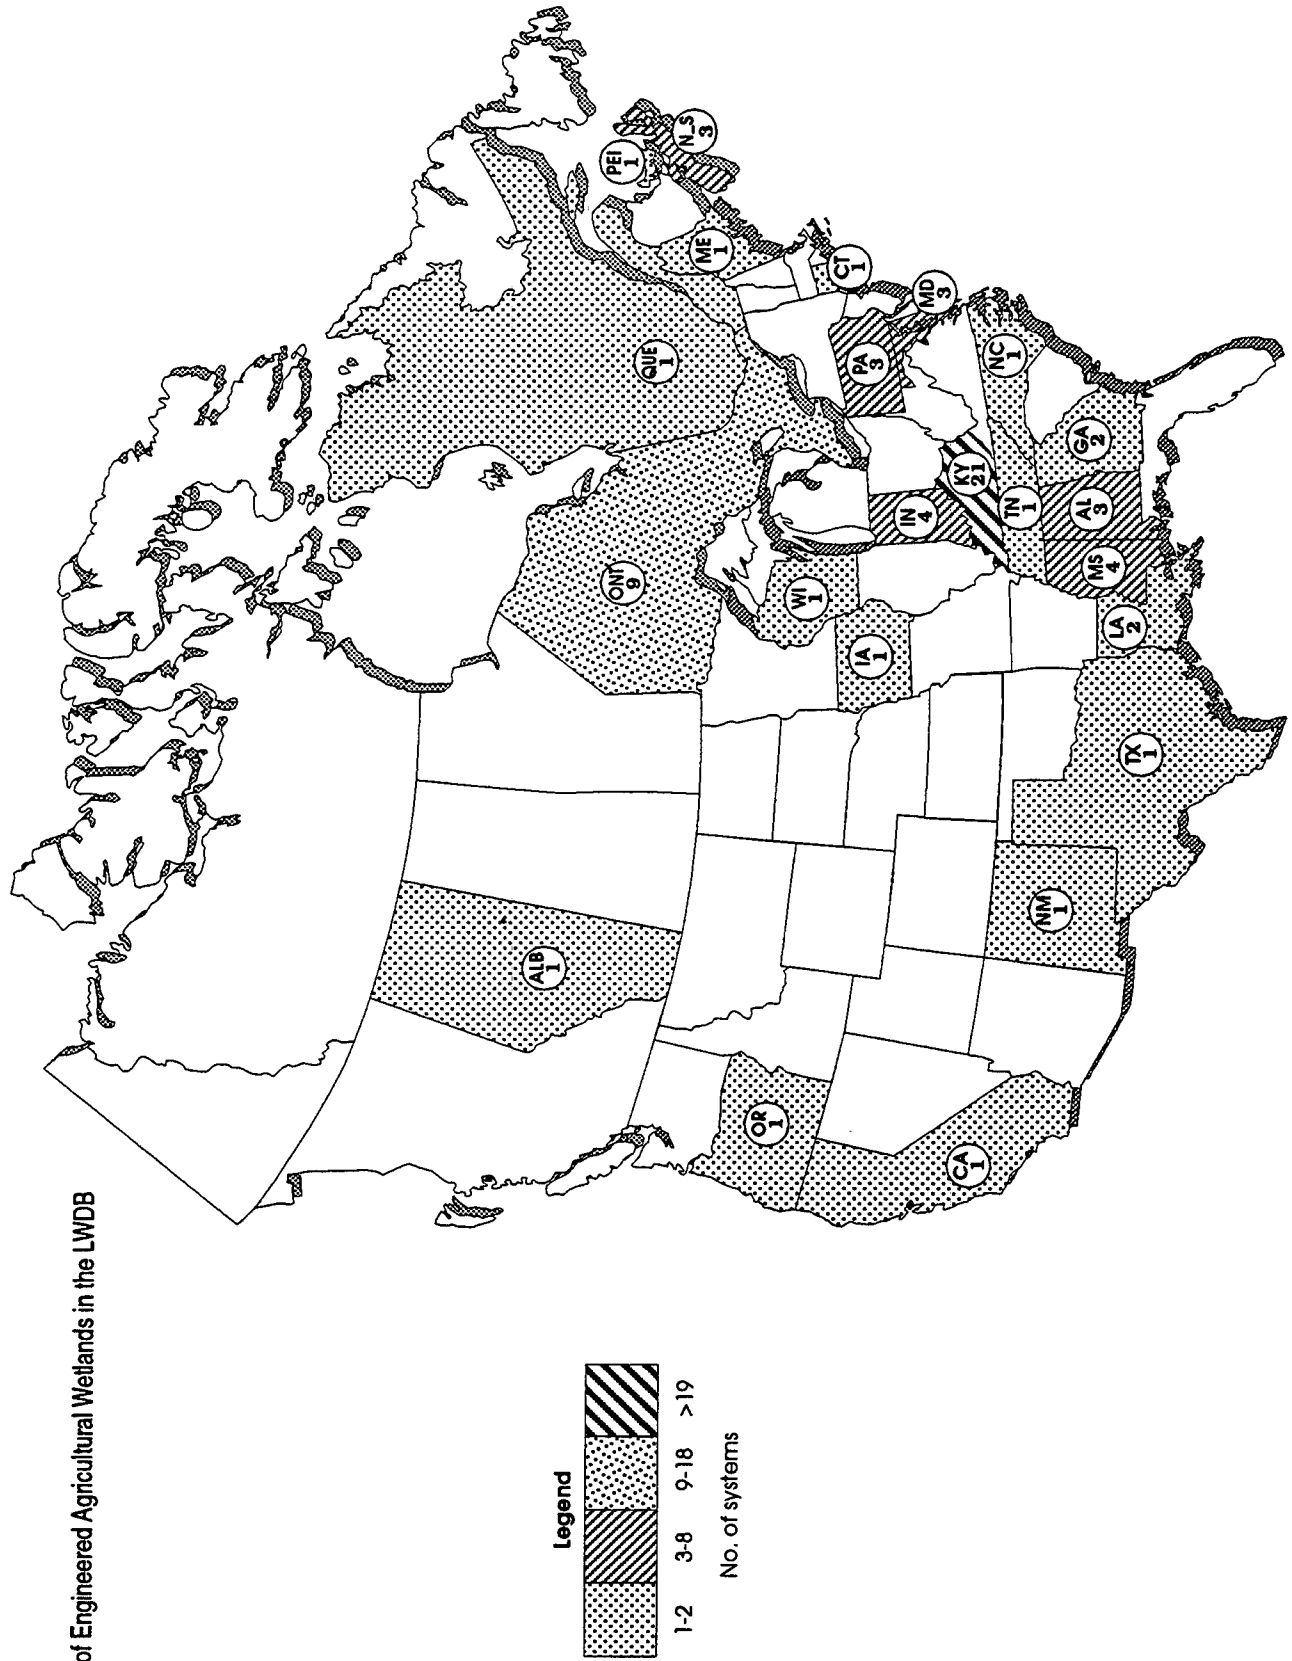 of Engineered Agricultural Wetlands in the LWDB
ALB
1
ONT
9
QUE
1
PEI
1
N_S
3
ME
1
CT
1
MD
3
PA
3
NC
1
GA
2
KY
21
IN
4
TN
1
AL
3
MS
4
LA
2
WI
1
IA
1
TX
1
NM
1
OR
1
CA
1
Legend
1-2 3-8 9-18 >19
No. of systems